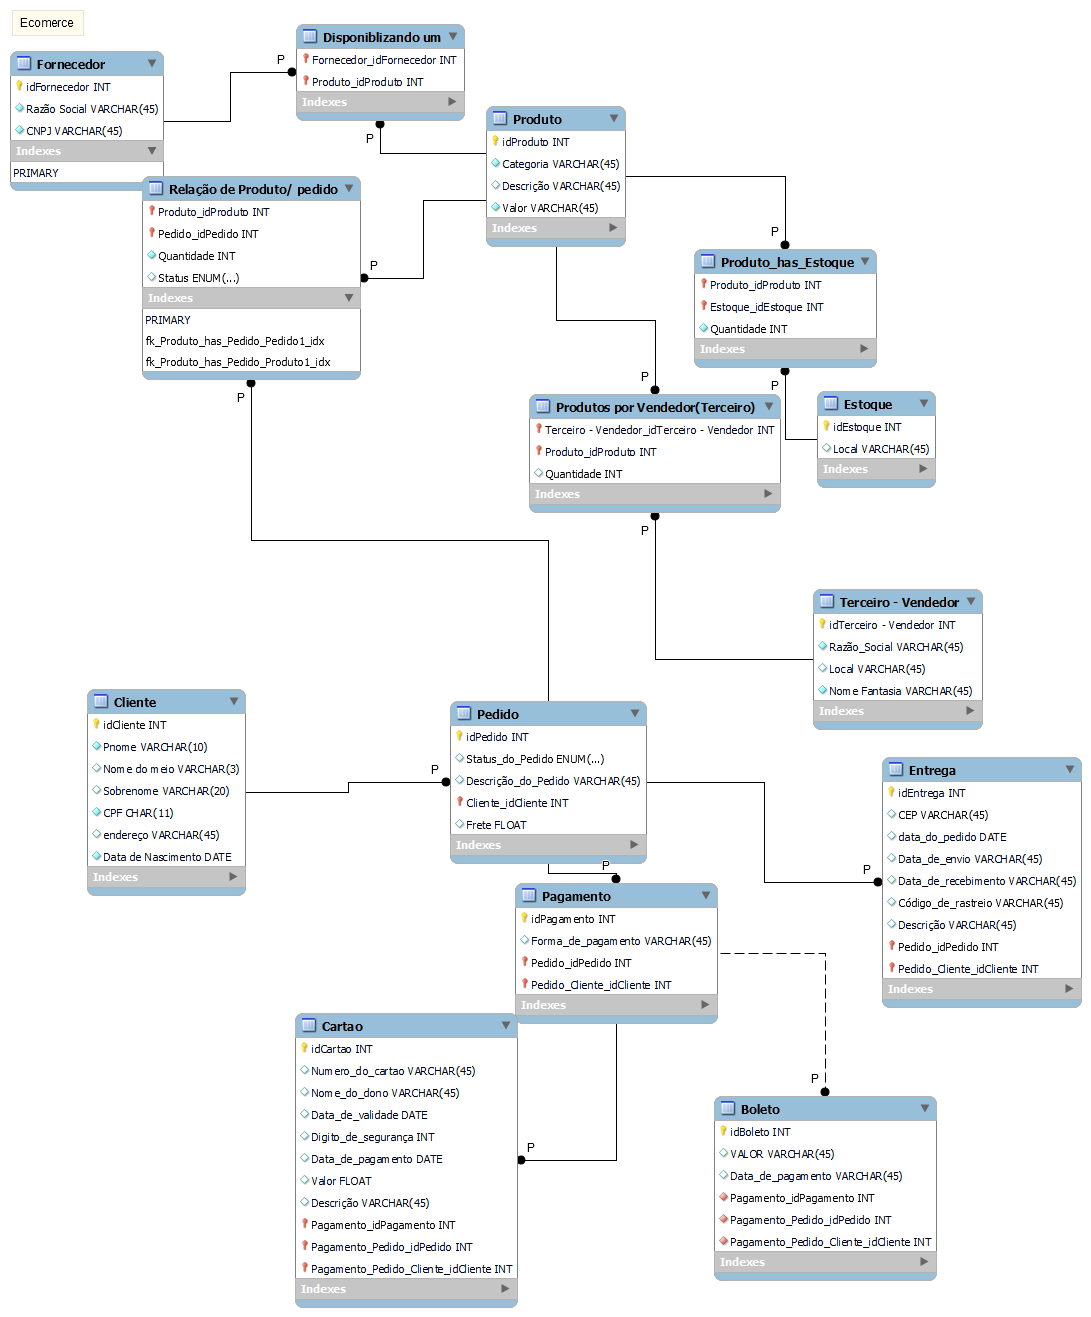 Ecomerce
Fornecedor
idFornecedor INT
Razão Social VARCHAR(45)
CNPJ VARCHAR(45)
Indexes
PRIMARY
P
Disponiblizando um
Fornecedor_idFornecedor INT
Produto_idProduto INT
Indexes
P
Produto
idProduto INT
Categoria VARCHAR(45)
Descrição VARCHAR(45)
Valor VARCHAR(45)
Indexes
Relação de Produto/ pedido
Produto_idProduto INT
Pedido_idPedido INT
Quantidade INT
Status ENUM(...)
Indexes
PRIMARY
fk_Produto_has_Pedido_Pedido1_idx
fk_Produto_has_Pedido_Produto1_idx
P
P
P
Produto_has_Estoque
Produto_idProduto INT
Estoque_idEstoque INT
Quantidade INT
Indexes
P
P
Produtos por Vendedor(Terceiro)
Terceiro - Vendedor_idTerceiro - Vendedor INT
Produto_idProduto INT
Quantidade INT
Indexes
P
Estoque
idEstoque INT
Local VARCHAR(45)
Indexes
Terceiro - Vendedor
idTerceiro - Vendedor INT
Razão_Social VARCHAR(45)
Local VARCHAR(45)
Nome Fantasia VARCHAR(45)
Indexes
Cliente
idCliente INT
Pnome VARCHAR(10)
Nome do meio VARCHAR(3)
Sobrenome VARCHAR(20)
CPF CHAR(11)
endereço VARCHAR(45)
Data de Nascimento DATE
Indexes
P
Pedido
idPedido INT
Status_do_Pedido ENUM(...)
Descrição_do_Pedido VARCHAR(45)
Cliente_idCliente INT
Frete FLOAT
Indexes
P
P
Entrega
idEntrega INT
CEP VARCHAR(45)
data_do_pedido DATE
Data_de_envio VARCHAR(45)
Data_de_recebimento VARCHAR(45)
Código_de_rastreio VARCHAR(45)
Descrição VARCHAR(45)
Pedido_idPedido INT
Pedido_Cliente_idCliente INT
Indexes
Pagamento
idPagamento INT
Forma_de_pagamento VARCHAR(45)
Pedido_idPedido INT
Pedido_Cliente_idCliente INT
Indexes
Cartao
idCartao INT
Numero_do_cartao VARCHAR(45)
Nome_do_dono VARCHAR(45)
Data_de_validade DATE
Digito_de_segurança INT
Data_de_pagamento DATE
Valor FLOAT
Descrição VARCHAR(45)
Pagamento_idPagamento INT
Pagamento_Pedido_idPedido INT
Pagamento_Pedido_Cliente_idCliente INT
Indexes
P
P
Boleto
idBoleto INT
VALOR VARCHAR(45)
Data_de_pagamento VARCHAR(45)
Pagamento_idPagamento INT
Pagamento_Pedido_idPedido INT
Pagamento_Pedido_Cliente_idCliente INT
Indexes